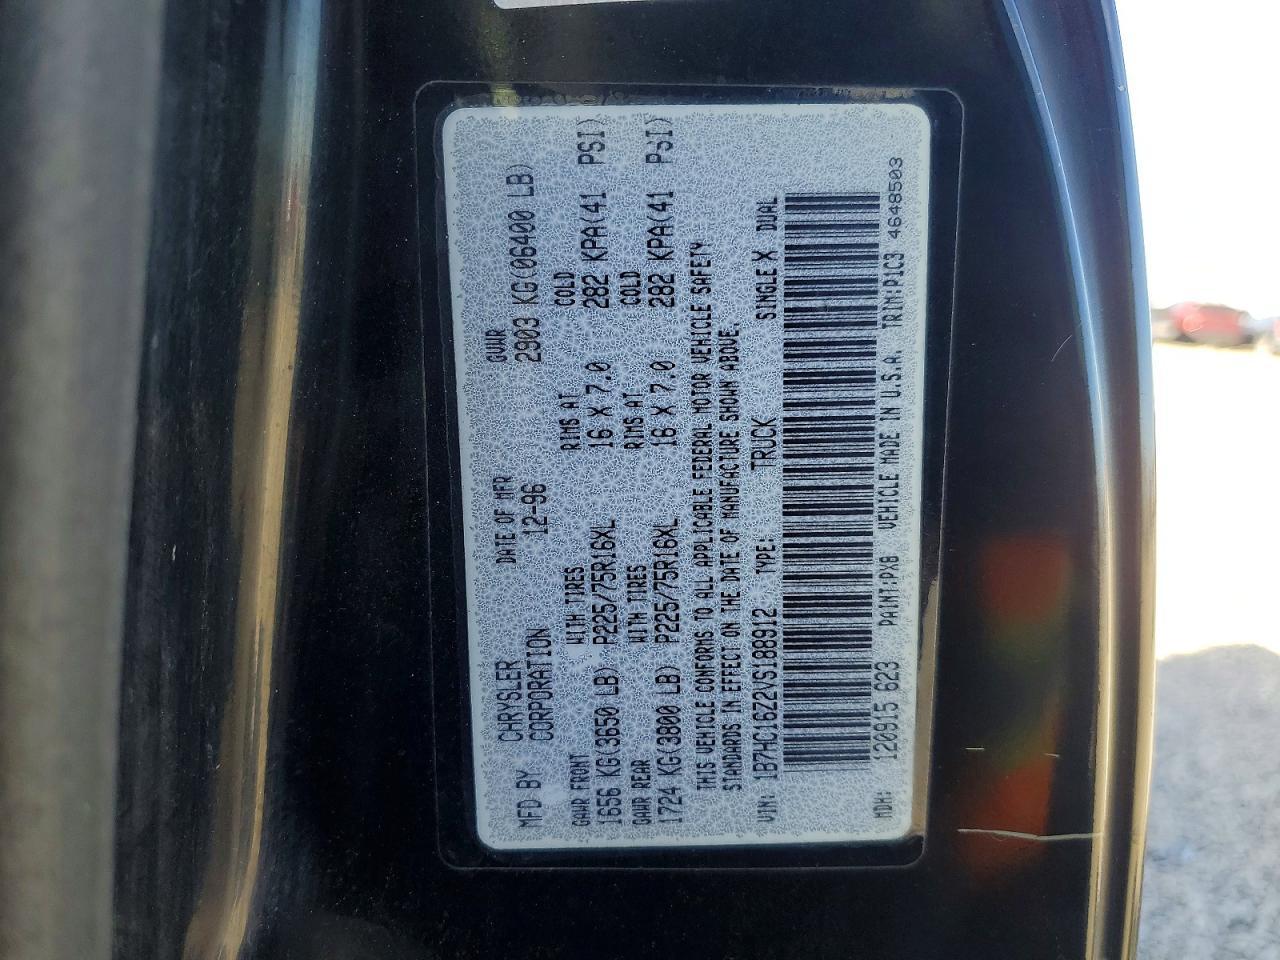 MFD BY CHRYSLER CORPORATION DATE OF MFR 12-96 GVWR 2903 KG(06400 LB)
GAWR FRONT WITH TIRES RIMS AT COLD
1656 KG(3650 LB) P225/75R16XL 16 X 7.0 282 KPA(41 PSI)
GAWR REAR WITH TIRES RIMS AT COLD
1724 KG(3800 LB) P225/75R16XL 16 X 7.0 282 KPA(41 PSI)
THIS VEHICLE CONFORMS TO ALL APPLICABLE FEDERAL MOTOR VEHICLE SAFETY
STANDARDS IN EFFECT ON THE DATE OF MANUFACTURE SHOWN ABOVE.
VIN: 1B7HC16Z2VS188912 TYPE: TRUCK SINGLE X DUAL
MDH: 120915 623 PAINT:PX8 VEHICLE MADE IN U.S.A. TRIM:P1C3 4648503